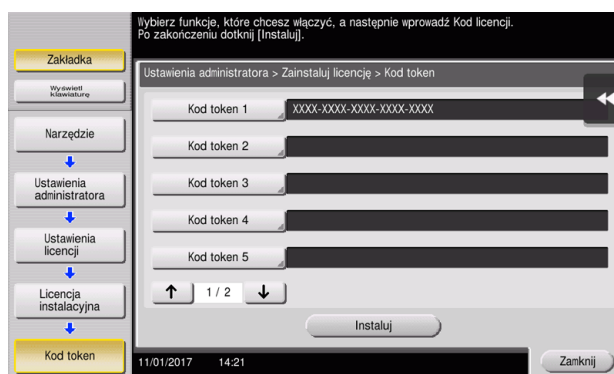 Wybierz funkcje, które chcesz włączyć, a następnie wprowadź Kod licencji.
Po zakończeniu dotknij [Instaluj].
Zakładka
Wyświetl
klawiaturę
Narzędzie
Ustawienia
administratora
Ustawienia
licencji
Licencja
instalacyjna
Kod token
Ustawienia administratora > Zainstaluj licencję > Kod token
Kod token 1 XXXX-XXXX-XXXX-XXXX-XXXX
Kod token 2
Kod token 3
Kod token 4
Kod token 5
1 / 2
Instaluj
11/01/2017 14:21
Zamknij